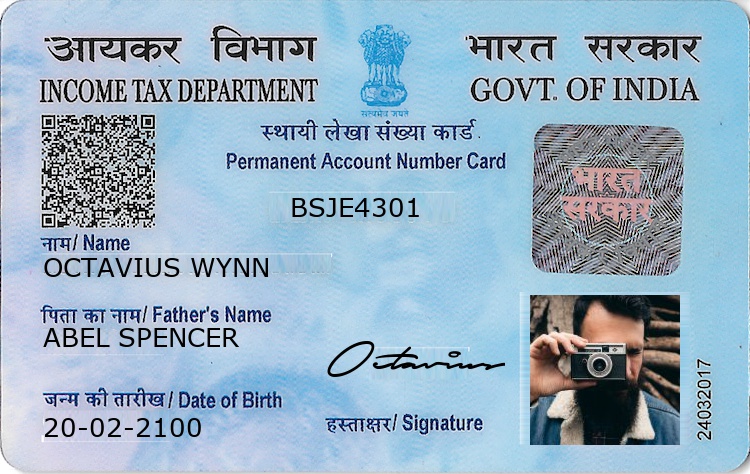 आयकर विभाग
INCOME TAX DEPARTMENT
सत्यमेव जयते
भारत सरकार
GOVT. OF INDIA
स्थायी लेखा संख्या कार्ड
Permanent Account Number Card
BSJE4301
भारत
सरकार
नाम/ Name
OCTAVIUS WYNN
पिता का नाम/ Father's Name
ABEL SPENCER
जन्म की तारीख / Date of Birth
20-02-2100
Octavius
हस्ताक्षर/ Signature
24032017